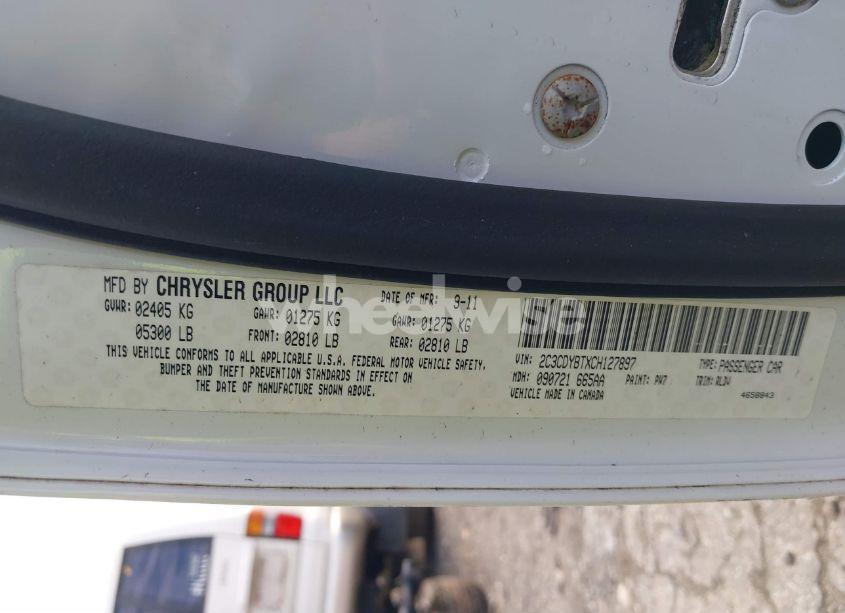 MFD BY CHRYSLER GROUP LLC DATE OF MFR: 9-11
GVWR: 02405 KG GAWR: 01275 KG GAWR: 01275 KG
05300 LB FRONT: 02810 LB REAR: 02810 LB
THIS VEHICLE CONFORMS TO ALL APPLICABLE U.S.A. FEDERAL MOTOR VEHICLE SAFETY,
BUMPER AND THEFT PREVENTION STANDARDS IN EFFECT ON
THE DATE OF MANUFACTURE SHOWN ABOVE.
VIN: 2C3CDYBTXCH127897 TYPE: PASSENGER CAR
MDH: 090721 665AA PAINT: PW7 TRIM: RLDV
VEHICLE MADE IN CANADA 4658843
wheelwise